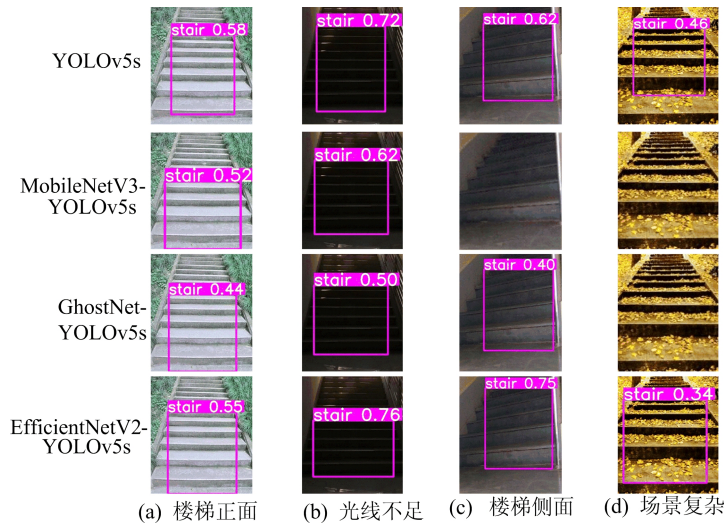 stair 0.58
stair 0.72
stair 0.62
stair 0.46
YOLOv5s
stair 0.52
stair 0.62
MobileNetV3-
YOLOv5s
stair 0.44
stair 0.50
stair 0.40
GhostNet-
YOLOv5s
stair 0.55
stair 0.76
stair 0.75
stair 0.34
EfficientNetV2-
YOLOv5s
(a) 楼梯正面
(b) 光线不足
(c) 楼梯侧面
(d) 场景复杂